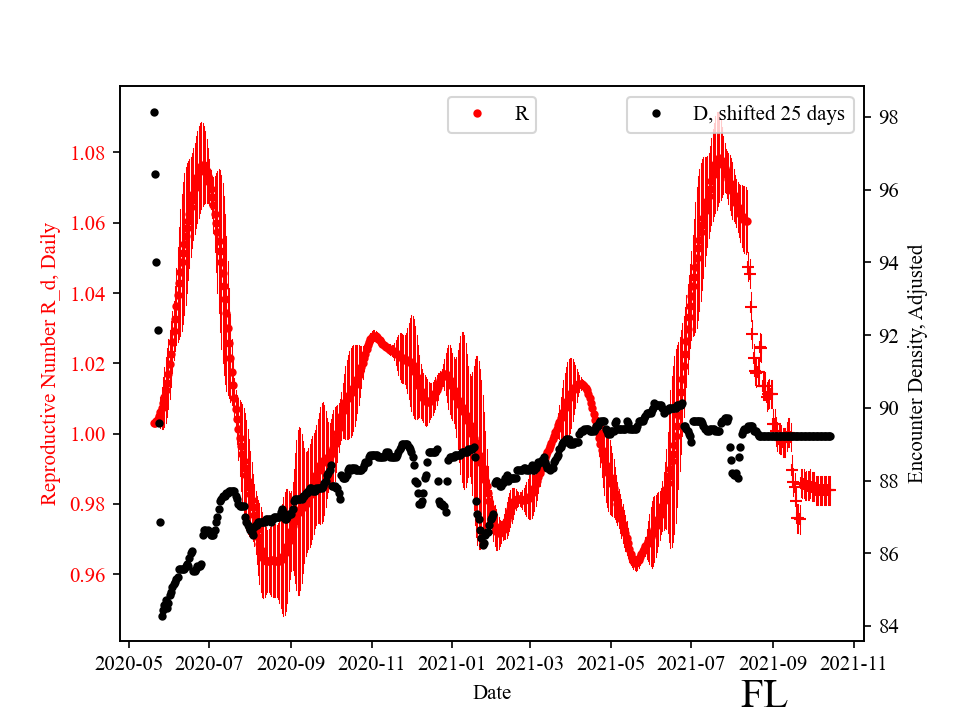 R
D, shifted 25 days
Reproductive Number R_d, Daily
1.08
1.06
1.04
1.02
1.00
0.98
0.96
98
96
94
92
90
88
86
84
Encounter Density, Adjusted
2020-05 2020-07 2020-09 2020-11 2021-01 2021-03 2021-05 2021-07 2021-09 2021-11
Date
FL